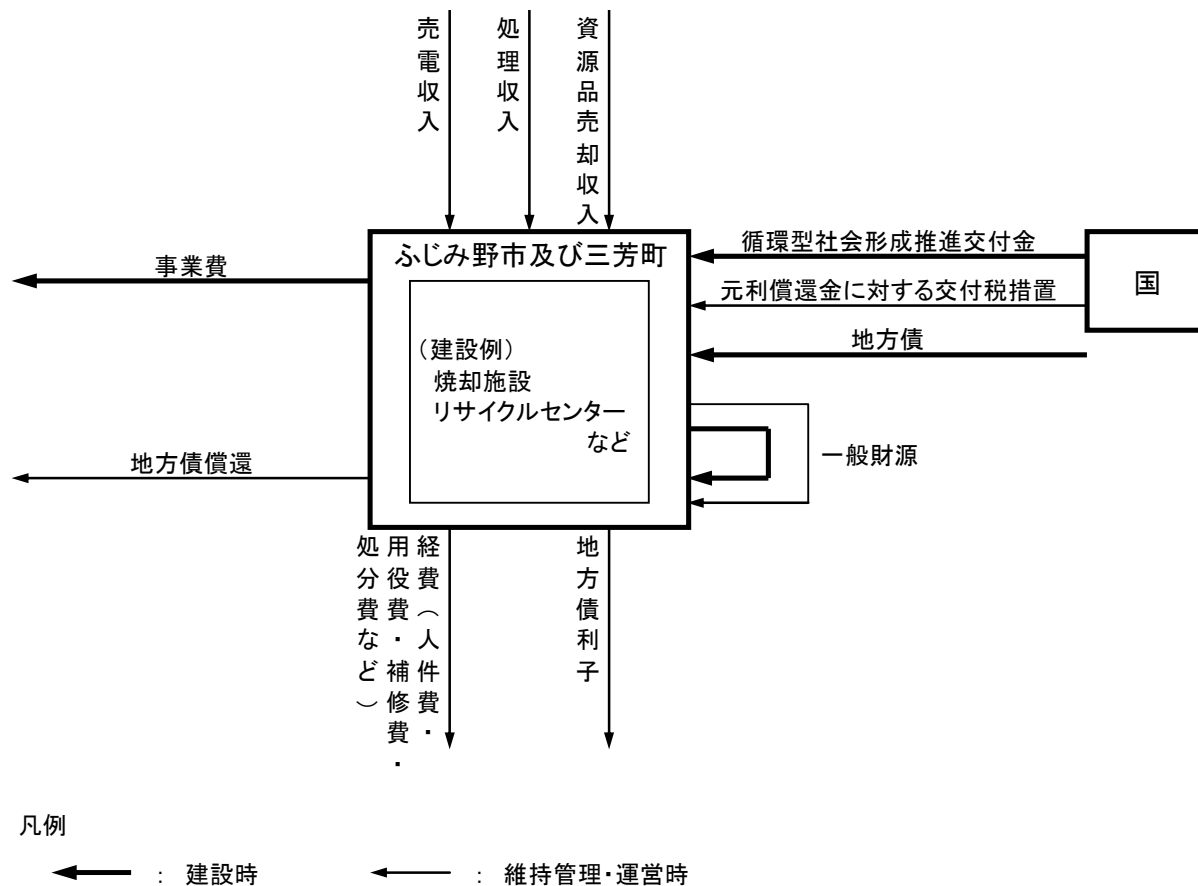 売電収入
処理収入
資源品売却収入
ふじみ野市及び三芳町
(建設例)
焼却施設
リサイクルセンター
など
事業費
地方債償還
循環型社会形成推進交付金
元利償還金に対する交付税措置
地方債
国
一般財源
経費(人件費・
用役費・補修費・
処分費など)
地方債利子
凡例
: 建設時
: 維持管理・運営時